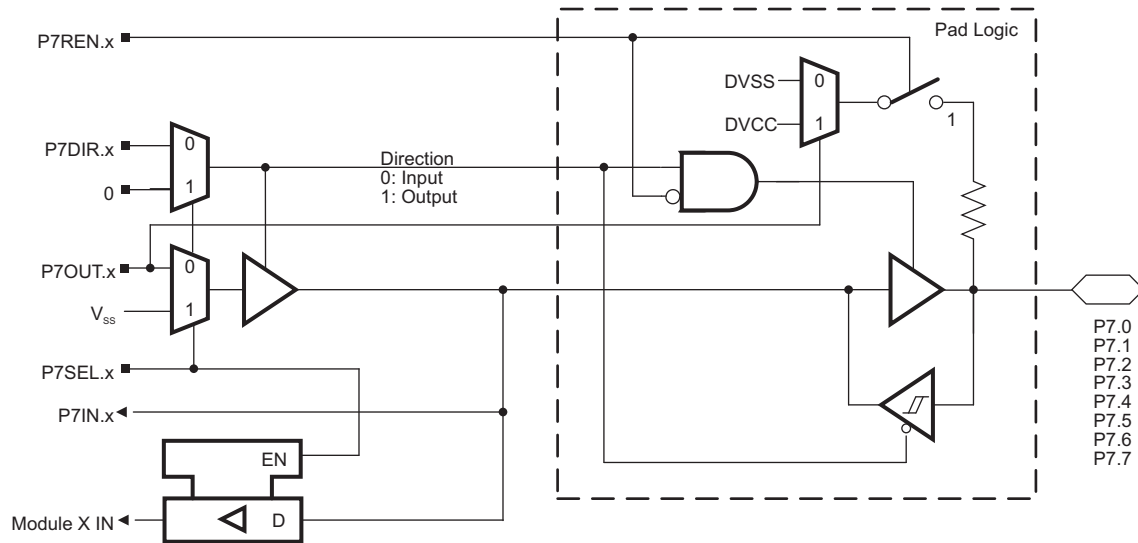 Pad Logic
P7REN.x
DVSS
0
DVCC
1
1
P7DIR.x
0
0
1
Direction
0: Input
1: Output
P7OUT.x
0
VSS
1
P7SEL.x
P7IN.x
EN
Module X IN
D
P7.0
P7.1
P7.2
P7.3
P7.4
P7.5
P7.6
P7.7